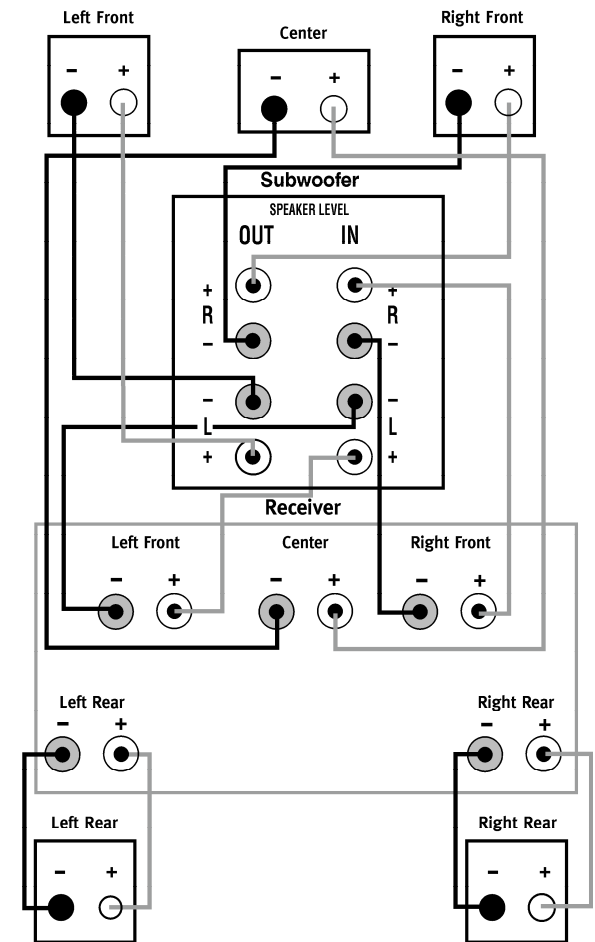 Left Front Center Right Front
– + – + – +
Subwoofer
SPEAKER LEVEL
OUT IN
+ +
R R
– –
– –
L L
+ +
Receiver
Left Front Center Right Front
– + – + – +
Left Rear Right Rear
– + – +
Left Rear Right Rear
– + – +